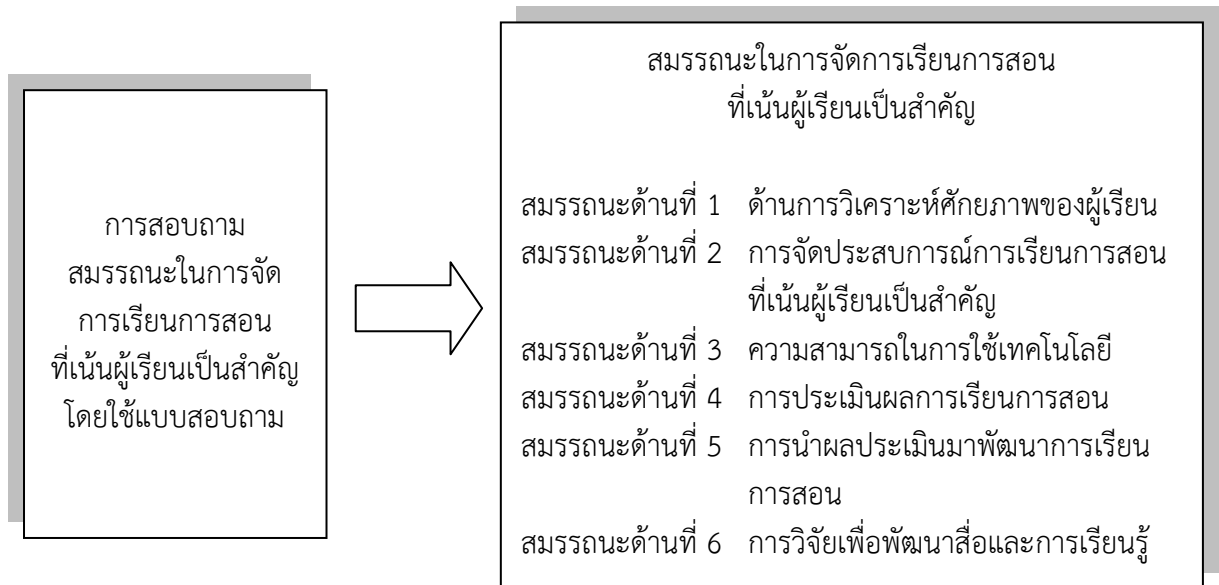 การสอบถาม
สมรรถนะในการจัด
การเรียนการสอน
ที่เน้นผู้เรียนเป็นสำคัญ
โดยใช้แบบสอบถาม
สมรรถนะในการจัดการเรียนการสอน
ที่เน้นผู้เรียนเป็นสำคัญ
สมรรถนะด้านที่ 1 ด้านการวิเคราะห์ศักยภาพของผู้เรียน
สมรรถนะด้านที่ 2 การจัดประสบการณ์การเรียนการสอน
ที่เน้นผู้เรียนเป็นสำคัญ
สมรรถนะด้านที่ 3 ความสามารถในการใช้เทคโนโลยี
สมรรถนะด้านที่ 4 การประเมินผลการเรียนการสอน
สมรรถนะด้านที่ 5 การนำผลประเมินมาพัฒนาการเรียน
การสอน
สมรรถนะด้านที่ 6 การวิจัยเพื่อพัฒนาสื่อและการเรียนรู้